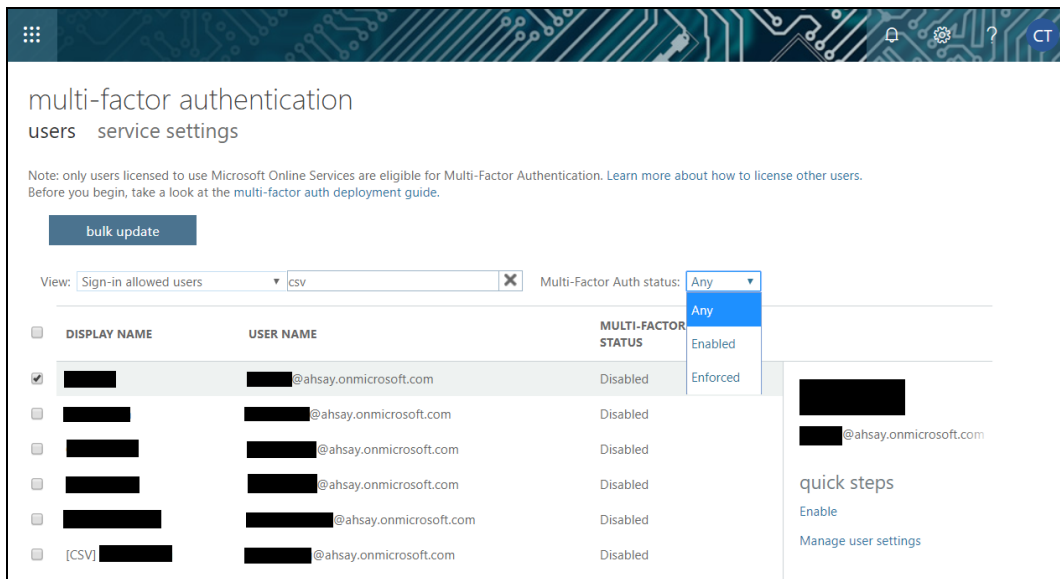 ?
CT
multi-factor authentication
users service settings
Note: only users licensed to use Microsoft Online Services are eligible for Multi-Factor Authentication. Learn more about how to license other users.
Before you begin, take a look at the multi-factor auth deployment guide.
bulk update
View: Sign-in allowed users csv Multi-Factor Auth status: Any
Any
Enabled
Enforced
DISPLAY NAME USER NAME MULTI-FACTOR
STATUS
@ahsay.onmicrosoft.com Disabled
@ahsay.onmicrosoft.com Disabled
@ahsay.onmicrosoft.com Disabled
@ahsay.onmicrosoft.com Disabled
@ahsay.onmicrosoft.com Disabled
[CSV] @ahsay.onmicrosoft.com Disabled
@ahsay.onmicrosoft.com
quick steps
Enable
Manage user settings